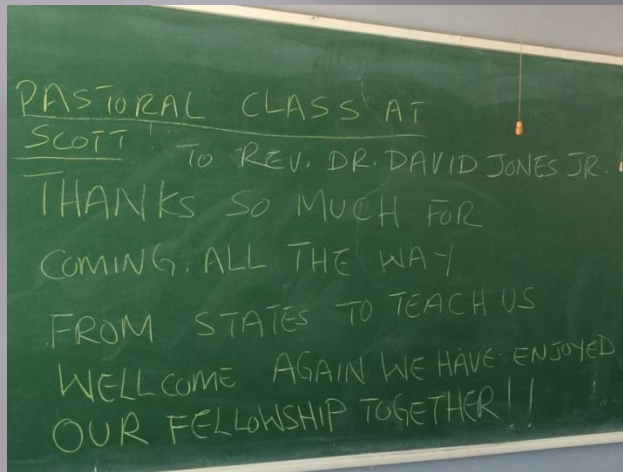 PASTORAL CLASS AT
SCOTT. TO REV. DR. DAVID JONES JR.
THANKS SO MUCH FOR
COMING. ALL THE WAY
FROM STATES TO TEACH US
WELLCOME AGAIN WE HAVE ENJOYED
OUR FELLOWSHIP TOGETHER!!